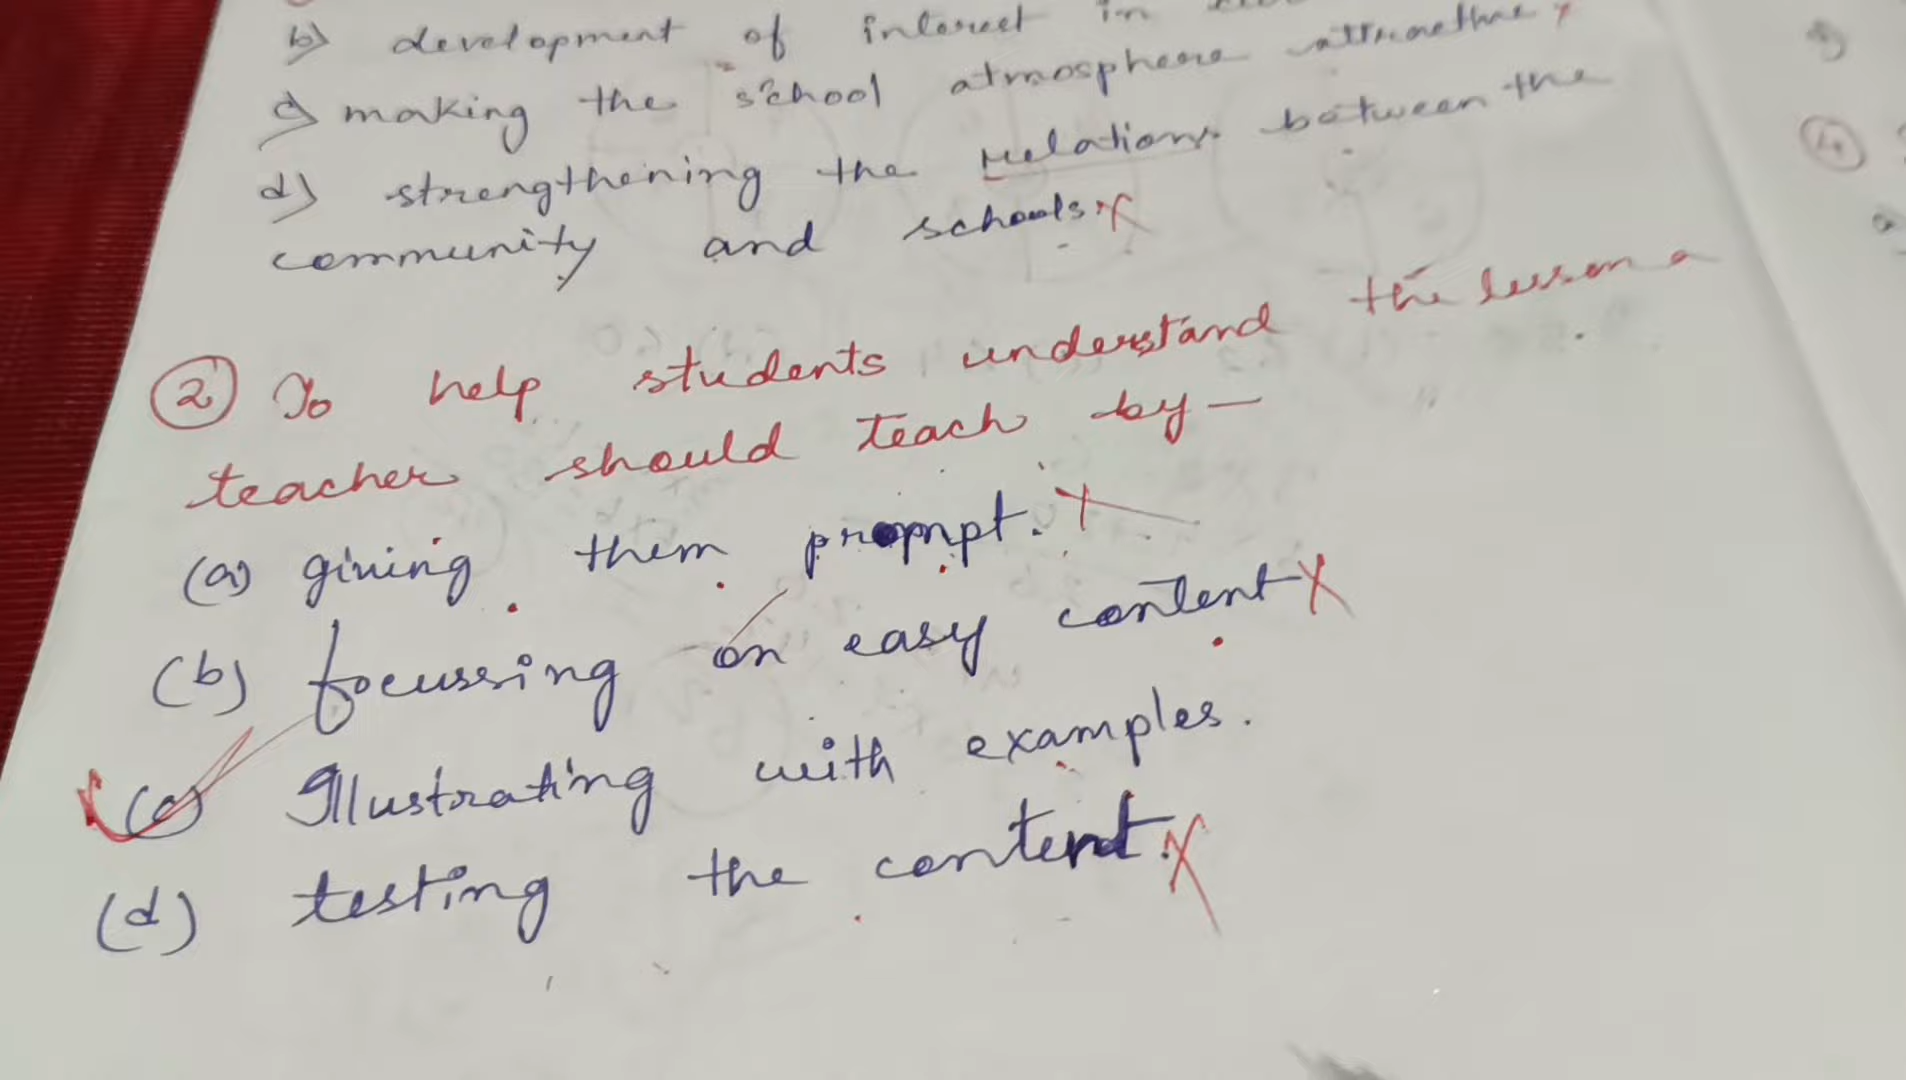 b) development of interest in
c) making the school atmosphere attractive x
d) strengthening the relations between the
community and schools. x
② To help students understand the lesson a
teacher should teach by —
(a) giving them prompt. x
(b) focussing on easy content x
(c) Illustrating with examples.
(d) testing the content. x
4